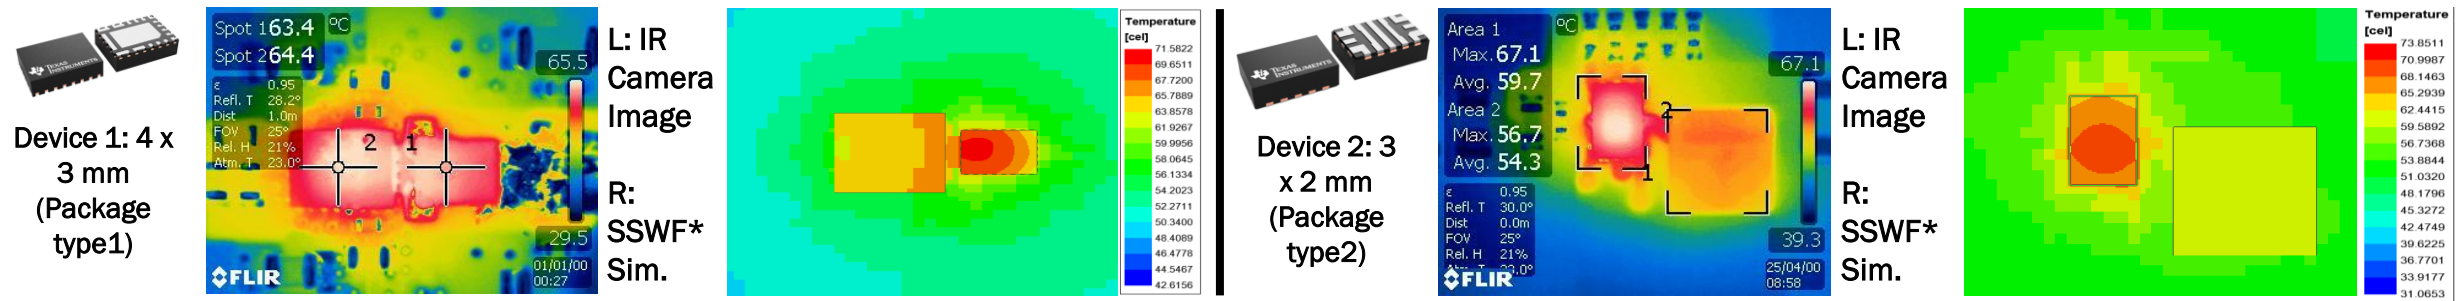 TEXAS INSTRUMENTS
Device 1: 4 x
3 mm
(Package
type1)
Spot 1 63.4 °C
Spot 2 64.4
65.5
ε 0.95
Refl. T 28.2°
Dist 1.0m
FOV 25°
Rel. H 21%
Atm. T 23.0°
2 1
29.5
01/01/00
00:27
FLIR
L: IR
Camera
Image
R:
SSWF*
Sim.
Temperature
[cel]
71.5822
69.6511
67.7200
65.7889
63.8578
61.9267
59.9956
58.0645
56.1334
54.2023
52.2711
50.3400
48.4089
46.4778
44.5467
42.6156
TEXAS INSTRUMENTS
Device 2: 3
x 2 mm
(Package
type2)
Area 1 °C
Max. 67.1
Avg. 59.7
Area 2
Max. 56.7
Avg. 54.3
67.1
2
1
ε 0.95
Refl. T 30.0°
Dist 0.0m
FOV 25°
Rel. H 21%
Atm. T 23.0°
39.3
25/04/00
08:58
FLIR
L: IR
Camera
Image
R:
SSWF*
Sim.
Temperature
[cel]
73.8511
70.9987
68.1463
65.2939
62.4415
59.5892
56.7368
53.8844
51.0320
48.1796
45.3272
42.4749
39.6225
36.7701
33.9177
31.0653